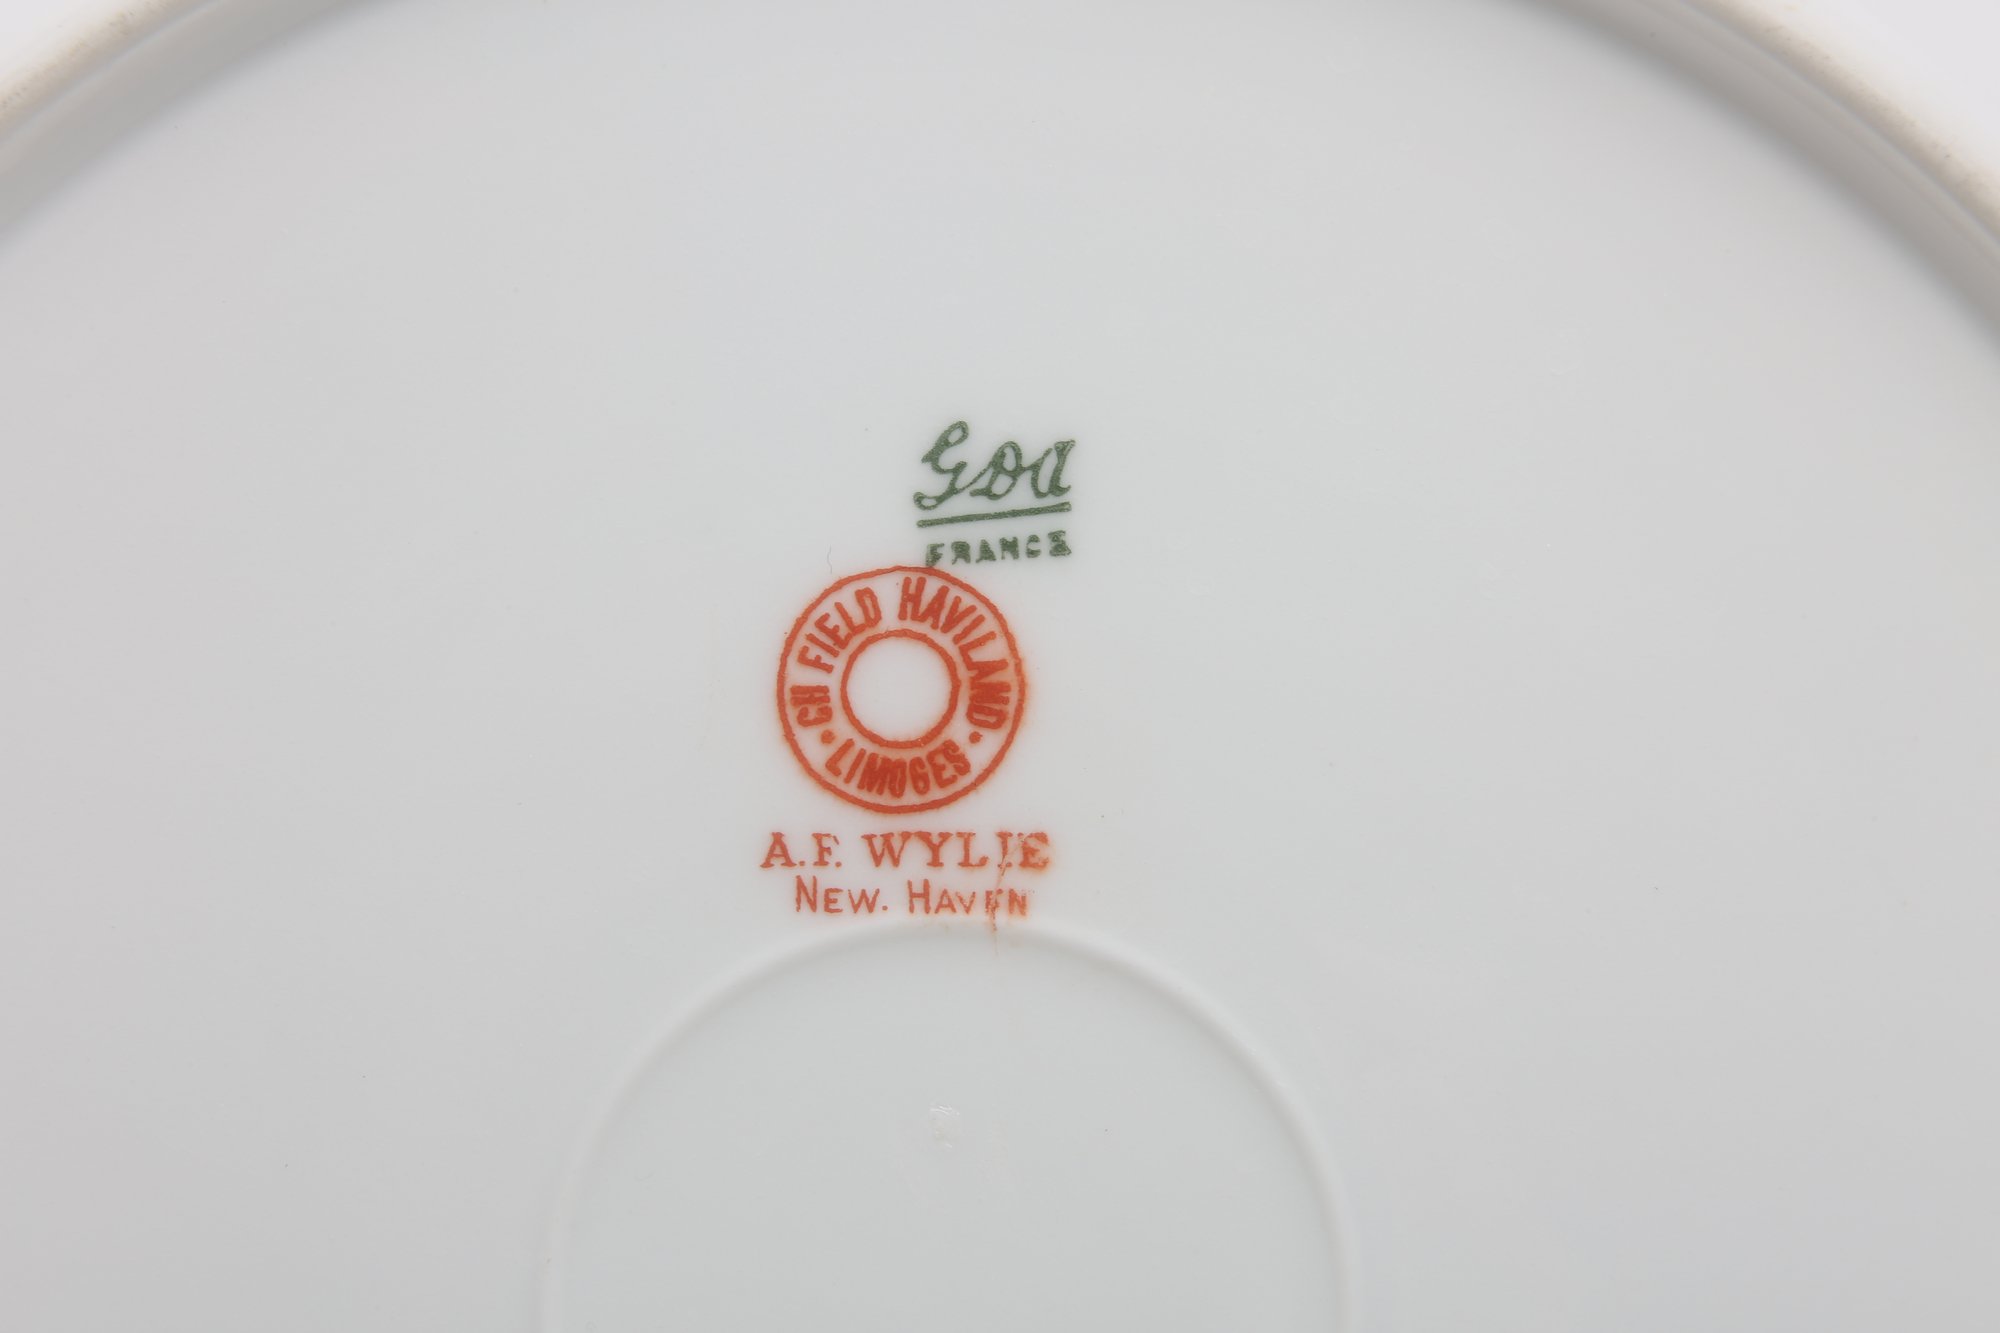 GDA
FRANCE
CH FIELD HAVILAND
· LIMOGES ·
A.F. WYLIE
NEW. HAVEN